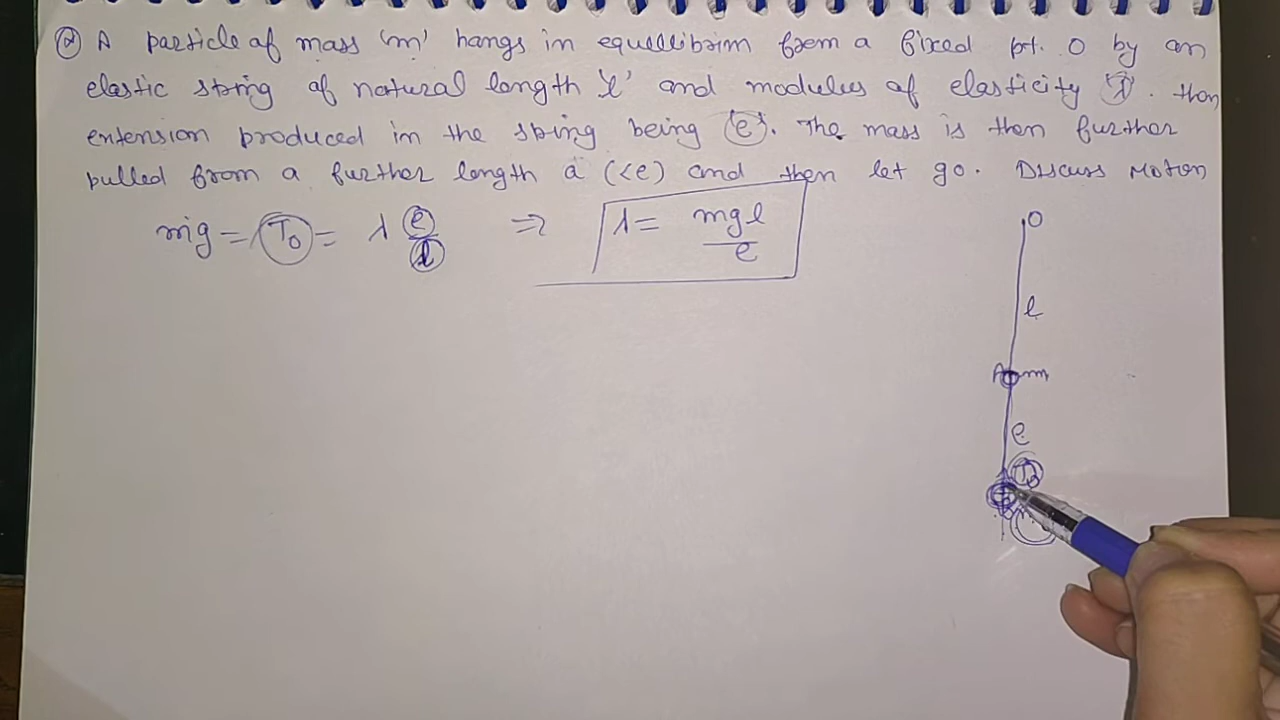 ② A particle of mass 'm' hangs in equillibrim from a fixed pt. O by an
elastic string of natural length 'l' and modulus of elasticity 'λ'. then
extension produced in the string being 'e'. The mass is then further
pulled from a further length a (<e) and then let go. Discuss Motion
mg = T₀ = λ e/l ⇒ λ = mgl/e
O
l
A m
e
T₀